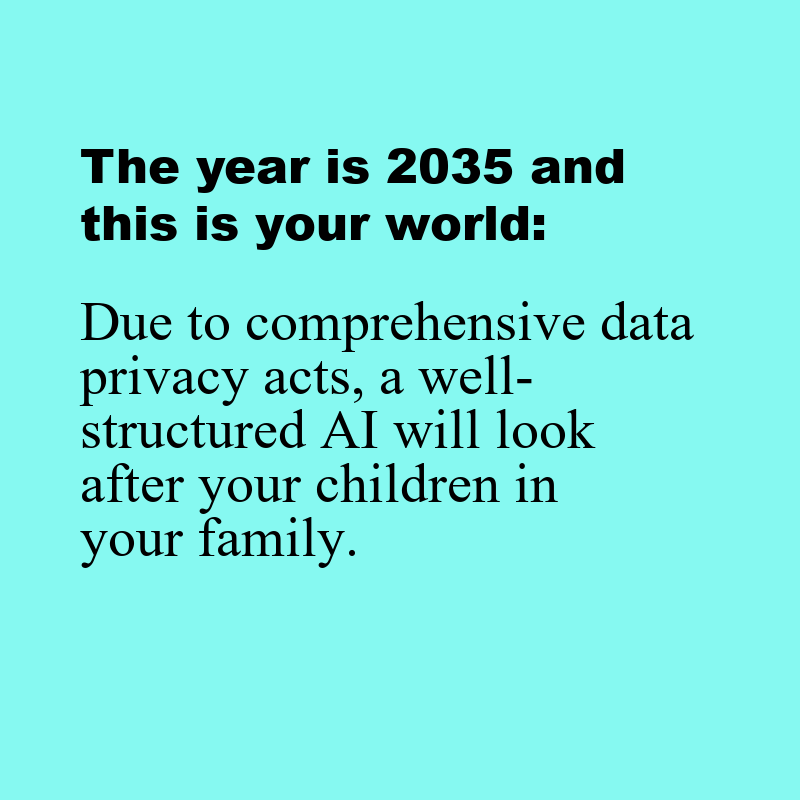 The year is 2035 and
this is your world:
Due to comprehensive data
privacy acts, a well-
structured AI will look
after your children in
your family.